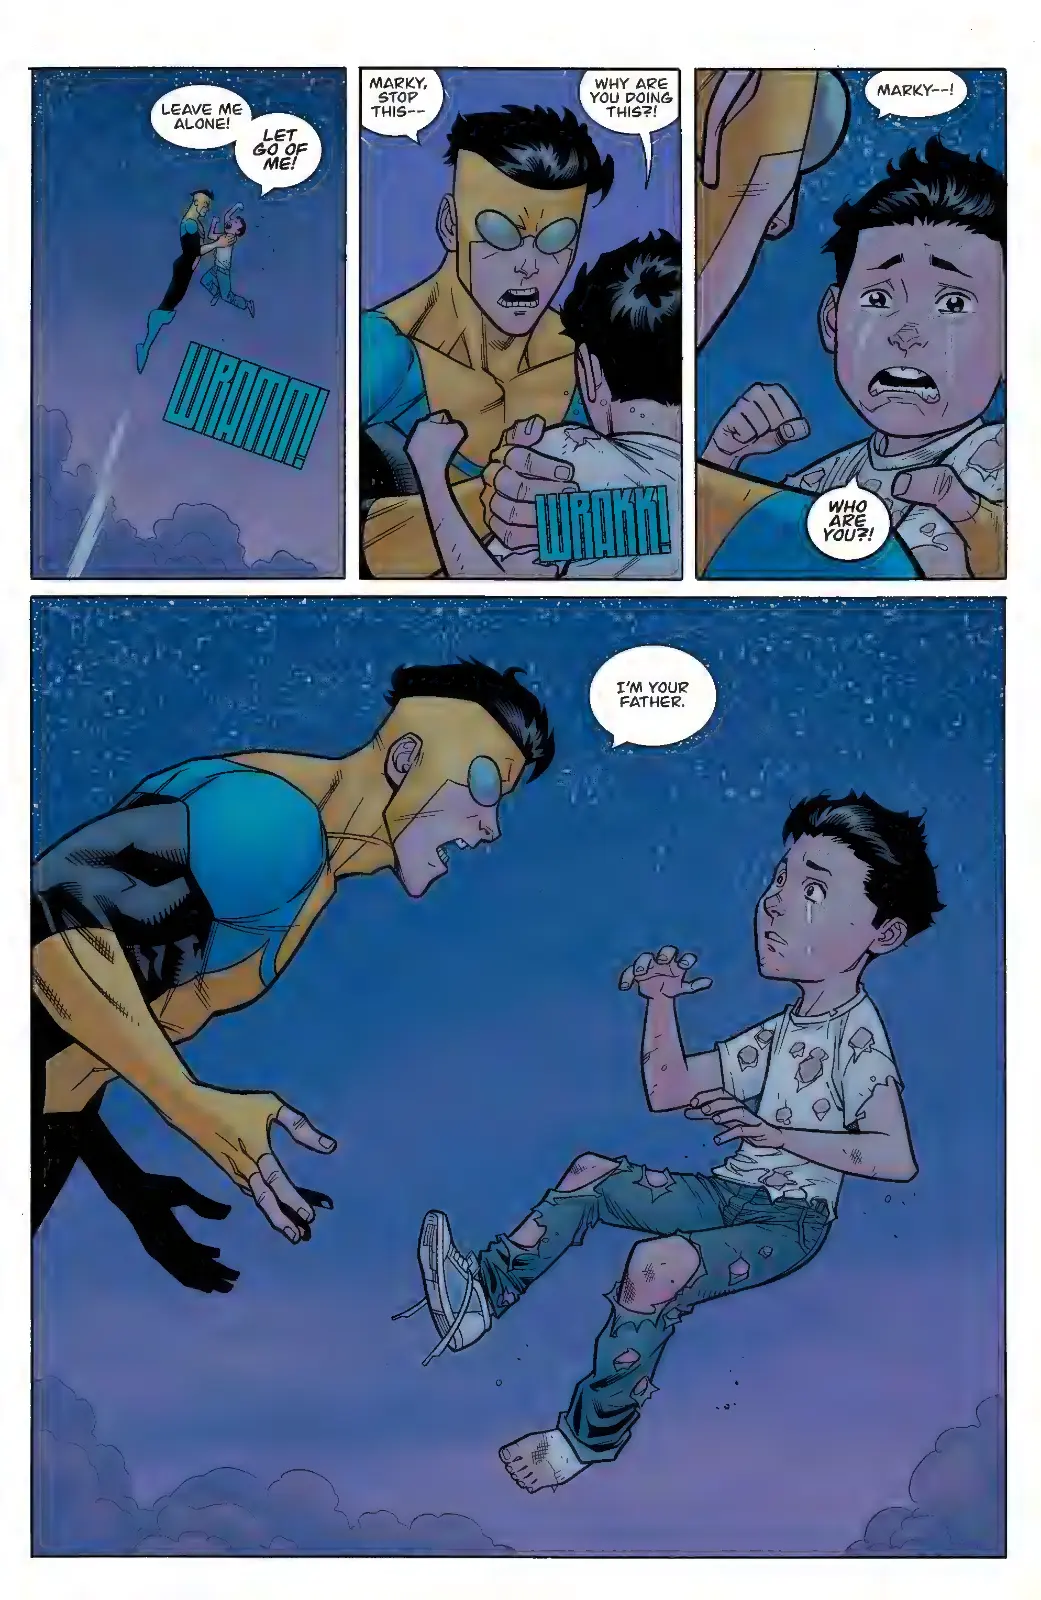 LEAVE ME
ALONE!
LET
GO OF
ME!
WRAMM!
MARKY,
STOP
THIS--
WHY ARE
YOU DOING
THIS?!
WRAKK!
MARKY--!
WHO
ARE
YOU?!
I'M YOUR
FATHER.